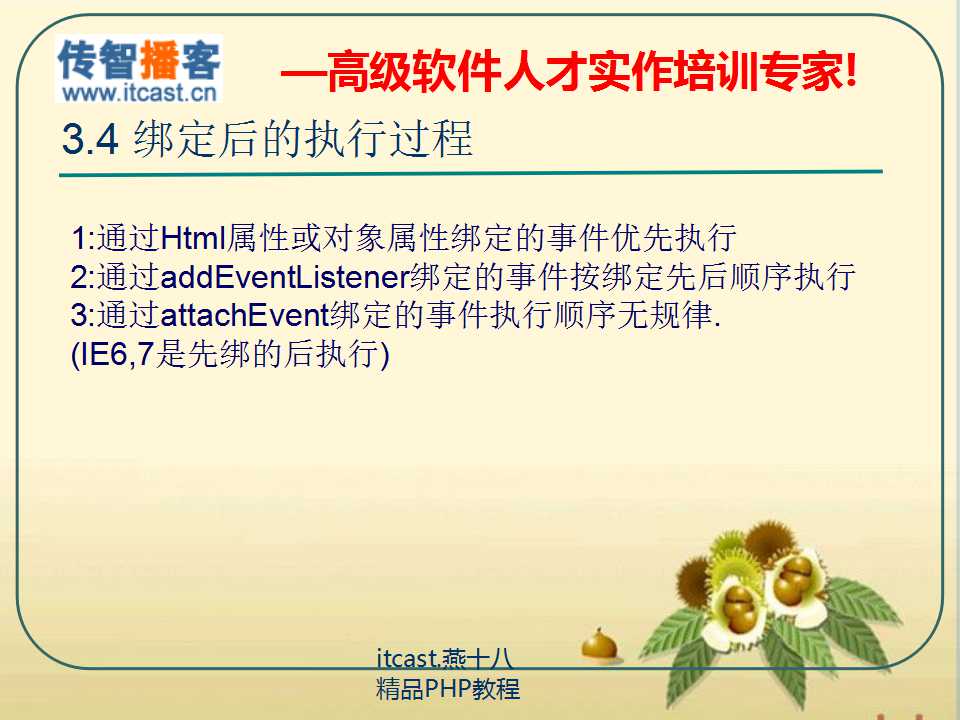 传智播客
www.itcast.cn
—高级软件人才实作培训专家!
3.4 绑定后的执行过程
1:通过Html属性或对象属性绑定的事件优先执行
2:通过addEventListener绑定的事件按绑定先后顺序执行
3:通过attachEvent绑定的事件执行顺序无规律.
(IE6,7是先绑的后执行)
itcast.燕十八
精品PHP教程